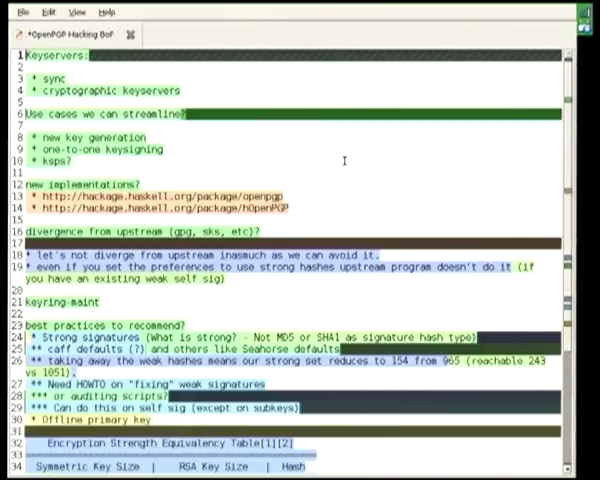 File Edit View Help
*OpenPGP Hacking BoF
1 Keyservers:
2
3 * sync
4 * cryptographic keyservers
5
6 Use cases we can streamline?
7
8 * new key generation
9 * one-to-one keysigning
10 * ksps?
11
12 new implementations?
13 * http://hackage.haskell.org/package/openpgp
14 * http://hackage.haskell.org/package/hOpenPGP
15
16 divergence from upstream (gpg, sks, etc)?
17
18 * let's not diverge from upstream inasmuch as we can avoid it.
19 * even if you set the preferences to use strong hashes upstream program doesn't do it (if
you have an existing weak self sig)
20
21 keyring-maint
22
23 best practices to recommend?
24 * Strong signatures (What is strong? - Not MD5 or SHA1 as signature hash type)
25 ** caff defaults (?) and others like Seahorse defaults
26 ** taking away the weak hashes means our strong set reduces to 154 from 965 (reachable 243
vs 1051).
27 ** Need HOWTO on "fixing" weak signatures
28 *** or auditing scripts?
29 *** Can do this on self sig (except on subkeys)
30 * Offline primary key
31
32 Encryption Strength Equivalency Table[1][2]
33
34 Symmetric Key Size | RSA Key Size | Hash